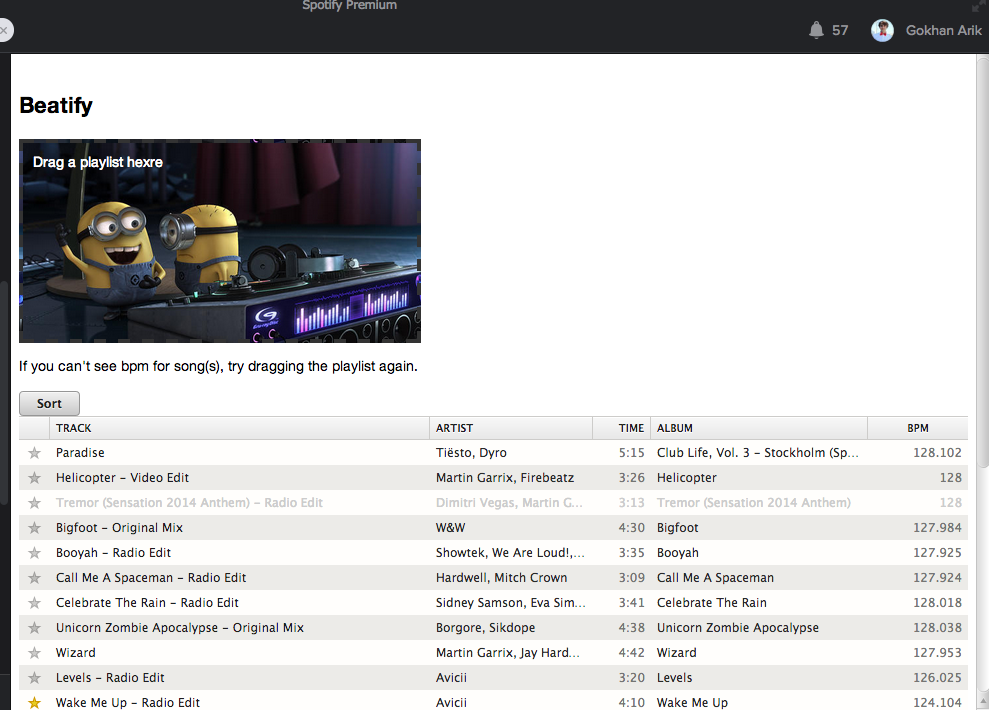 Spotify Premium
57 Gokhan Arik
Beatify
Drag a playlist hexre
If you can't see bpm for song(s), try dragging the playlist again.
Sort
TRACK ARTIST TIME ALBUM BPM
Paradise Tiësto, Dyro 5:15 Club Life, Vol. 3 – Stockholm (Sp... 128.102
Helicopter – Video Edit Martin Garrix, Firebeatz 3:26 Helicopter 128
Tremor (Sensation 2014 Anthem) – Radio Edit Dimitri Vegas, Martin G... 3:13 Tremor (Sensation 2014 Anthem) 128
Bigfoot – Original Mix W&W 4:30 Bigfoot 127.984
Booyah – Radio Edit Showtek, We Are Loud!,... 3:35 Booyah 127.925
Call Me A Spaceman – Radio Edit Hardwell, Mitch Crown 3:09 Call Me A Spaceman 127.924
Celebrate The Rain – Radio Edit Sidney Samson, Eva Sim... 3:41 Celebrate The Rain 128.018
Unicorn Zombie Apocalypse – Original Mix Borgore, Sikdope 4:38 Unicorn Zombie Apocalypse 128.038
Wizard Martin Garrix, Jay Hard... 4:42 Wizard 127.953
Levels – Radio Edit Avicii 3:20 Levels 126.025
Wake Me Up – Radio Edit Avicii 4:10 Wake Me Up 124.104